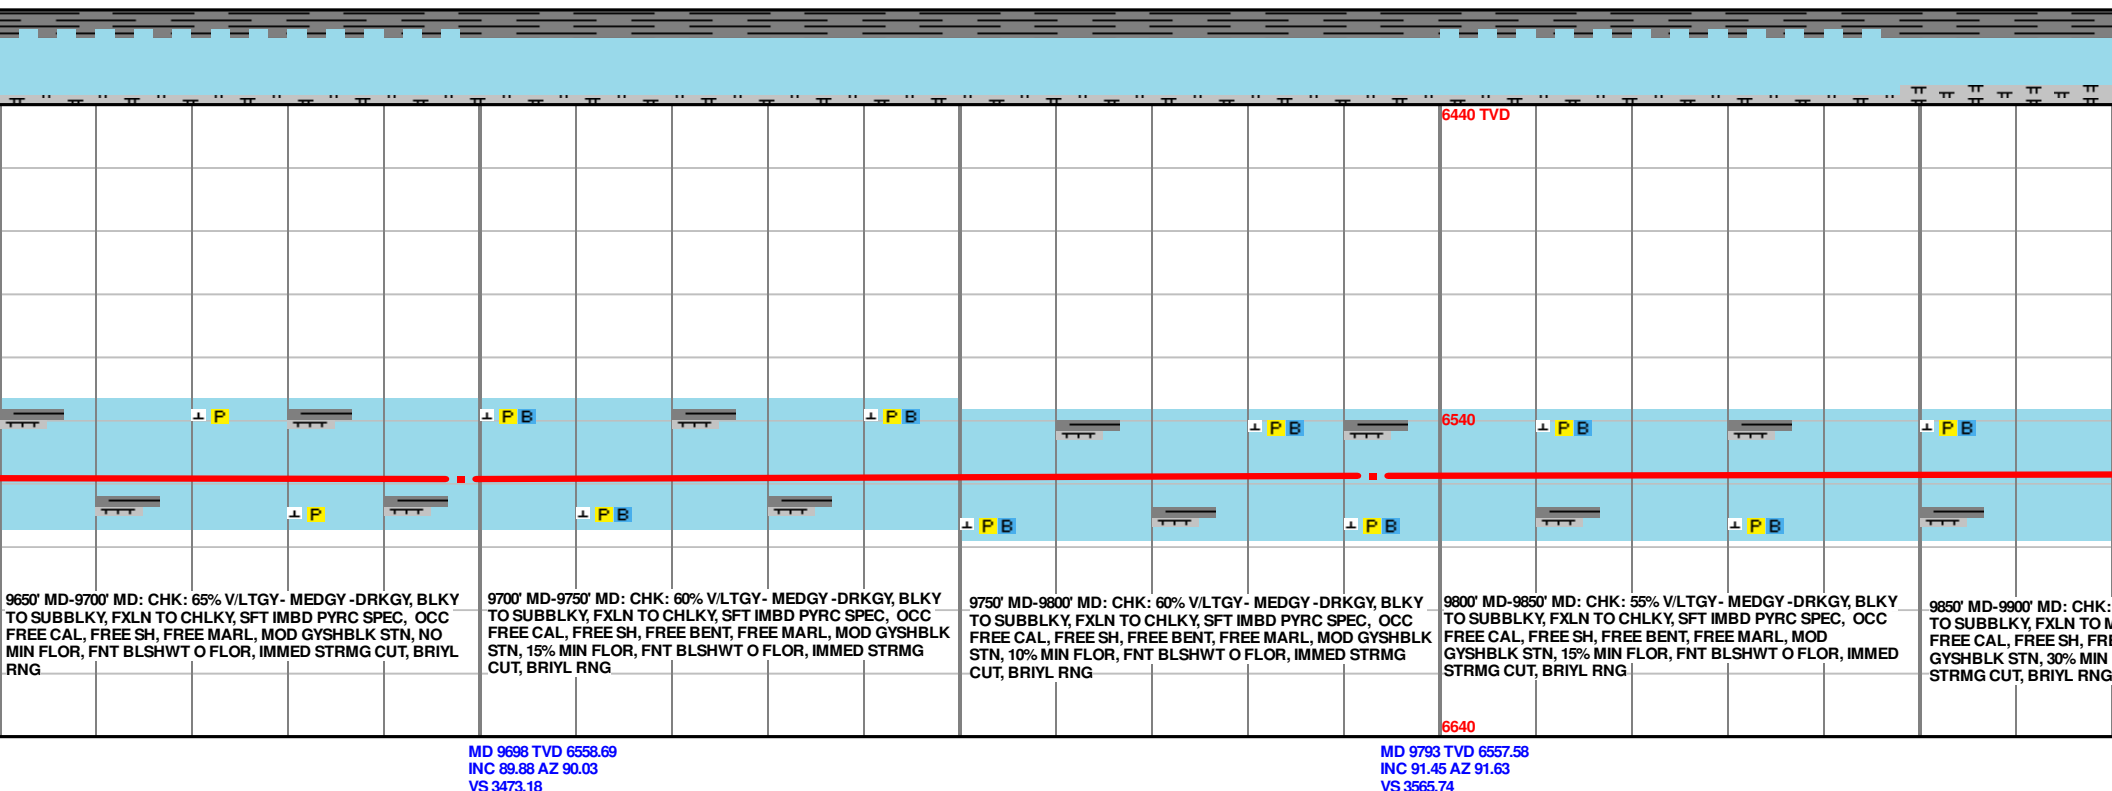 6440 TVD
P
P B
P B
P B
6540
P B
P B
P
P B
P B
P B
P B
9650' MD-9700' MD: CHK: 65% V/LTGY- MEDGY -DRKGY, BLKY
TO SUBBLKY, FXLN TO CHLKY, SFT IMBD PYRC SPEC, OCC
FREE CAL, FREE SH, FREE MARL, MOD GYSHBLK STN, NO
MIN FLOR, FNT BLSHWT O FLOR, IMMED STRMG CUT, BRIYL
RNG
9700' MD-9750' MD: CHK: 60% V/LTGY- MEDGY -DRKGY, BLKY
TO SUBBLKY, FXLN TO CHLKY, SFT IMBD PYRC SPEC, OCC
FREE CAL, FREE SH, FREE BENT, FREE MARL, MOD GYSHBLK
STN, 15% MIN FLOR, FNT BLSHWT O FLOR, IMMED STRMG
CUT, BRIYL RNG
9750' MD-9800' MD: CHK: 60% V/LTGY- MEDGY -DRKGY, BLKY
TO SUBBLKY, FXLN TO CHLKY, SFT IMBD PYRC SPEC, OCC
FREE CAL, FREE SH, FREE BENT, FREE MARL, MOD GYSHBLK
STN, 10% MIN FLOR, FNT BLSHWT O FLOR, IMMED STRMG
CUT, BRIYL RNG
9800' MD-9850' MD: CHK: 55% V/LTGY- MEDGY -DRKGY, BLKY
TO SUBBLKY, FXLN TO CHLKY, SFT IMBD PYRC SPEC, OCC
FREE CAL, FREE SH, FREE BENT, FREE MARL, MOD
GYSHBLK STN, 15% MIN FLOR, FNT BLSHWT O FLOR, IMMED
STRMG CUT, BRIYL RNG
9850' MD-9900' MD: CHK:
TO SUBBLKY, FXLN TO
FREE CAL, FREE SH,
GYSHBLK STN, 30% MIN
STRMG CUT, BRIYL RNG
6640
MD 9698 TVD 6558.69
INC 89.88 AZ 90.03
VS 3473.18
MD 9793 TVD 6557.58
INC 91.45 AZ 91.63
VS 3565.74